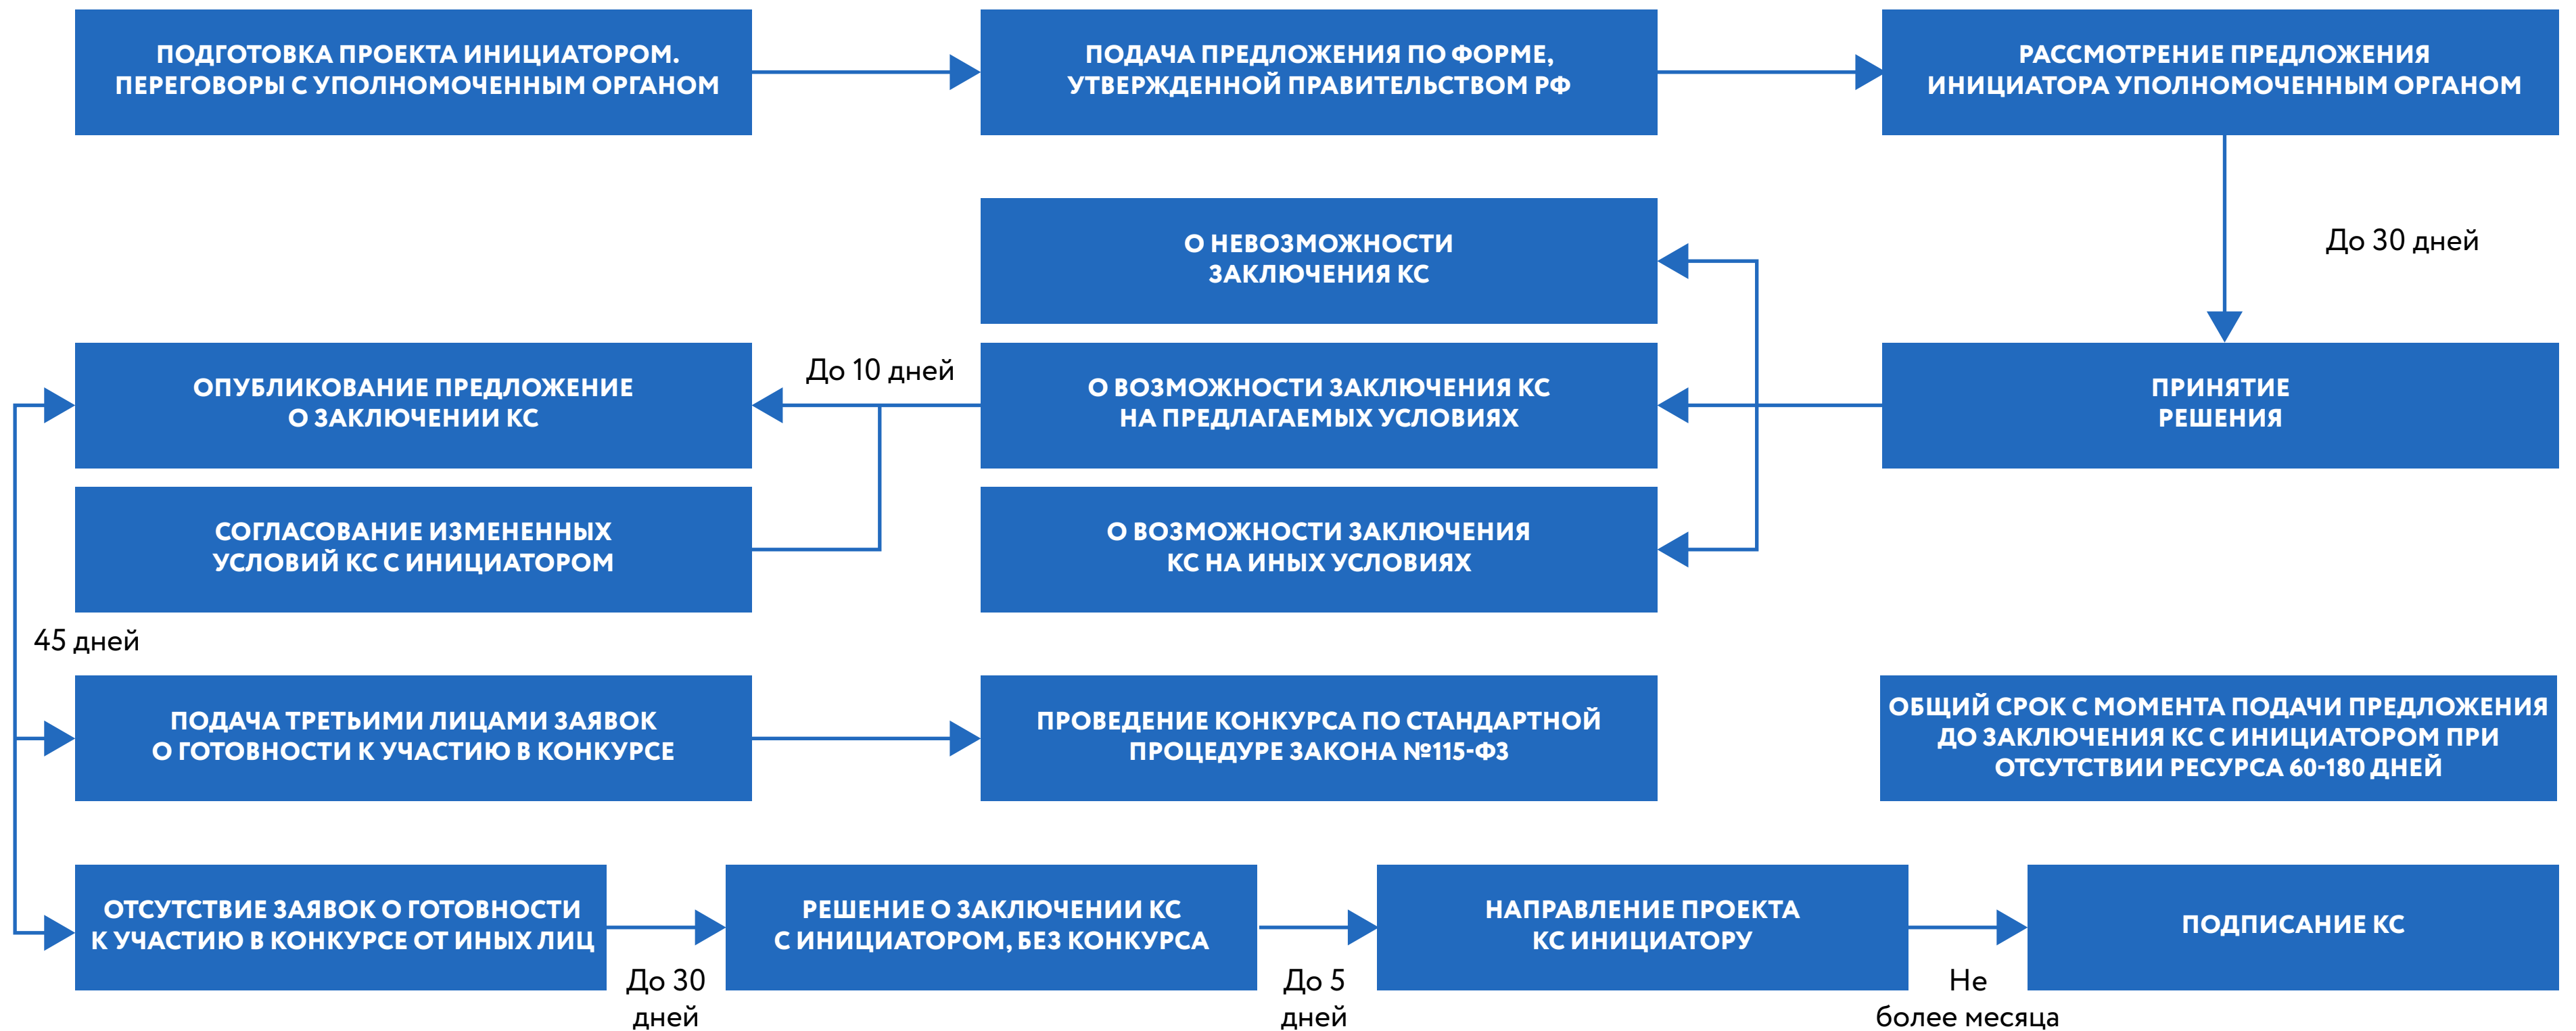 ПОДГОТОВКА ПРОЕКТА ИНИЦИАТОРОМ.
ПЕРЕГОВОРЫ С УПОЛНОМОЧЕННЫМ ОРГАНОМ
ПОДАЧА ПРЕДЛОЖЕНИЯ ПО ФОРМЕ,
УТВЕРЖДЕННОЙ ПРАВИТЕЛЬСТВОМ РФ
РАССМОТРЕНИЕ ПРЕДЛОЖЕНИЯ
ИНИЦИАТОРА УПОЛНОМОЧЕННЫМ ОРГАНОМ
До 30 дней
О НЕВОЗМОЖНОСТИ
ЗАКЛЮЧЕНИЯ КС
ОПУБЛИКОВАНИЕ ПРЕДЛОЖЕНИЕ
О ЗАКЛЮЧЕНИИ КС
До 10 дней
О ВОЗМОЖНОСТИ ЗАКЛЮЧЕНИЯ КС
НА ПРЕДЛАГАЕМЫХ УСЛОВИЯХ
ПРИНЯТИЕ
РЕШЕНИЯ
СОГЛАСОВАНИЕ ИЗМЕНЕННЫХ
УСЛОВИЙ КС С ИНИЦИАТОРОМ
О ВОЗМОЖНОСТИ ЗАКЛЮЧЕНИЯ
КС НА ИНЫХ УСЛОВИЯХ
45 дней
ПОДАЧА ТРЕТЬИМИ ЛИЦАМИ ЗАЯВОК
О ГОТОВНОСТИ К УЧАСТИЮ В КОНКУРСЕ
ПРОВЕДЕНИЕ КОНКУРСА ПО СТАНДАРТНОЙ
ПРОЦЕДУРЕ ЗАКОНА №115-ФЗ
ОБЩИЙ СРОК С МОМЕНТА ПОДАЧИ ПРЕДЛОЖЕНИЯ
ДО ЗАКЛЮЧЕНИЯ КС С ИНИЦИАТОРОМ ПРИ
ОТСУТСТВИИ РЕСУРСА 60-180 ДНЕЙ
ОТСУТСТВИЕ ЗАЯВОК О ГОТОВНОСТИ
К УЧАСТИЮ В КОНКУРСЕ ОТ ИНЫХ ЛИЦ
До 30
дней
РЕШЕНИЕ О ЗАКЛЮЧЕНИИ КС
С ИНИЦИАТОРОМ, БЕЗ КОНКУРСА
До 5
дней
НАПРАВЛЕНИЕ ПРОЕКТА
КС ИНИЦИАТОРУ
Не
более месяца
ПОДПИСАНИЕ КС